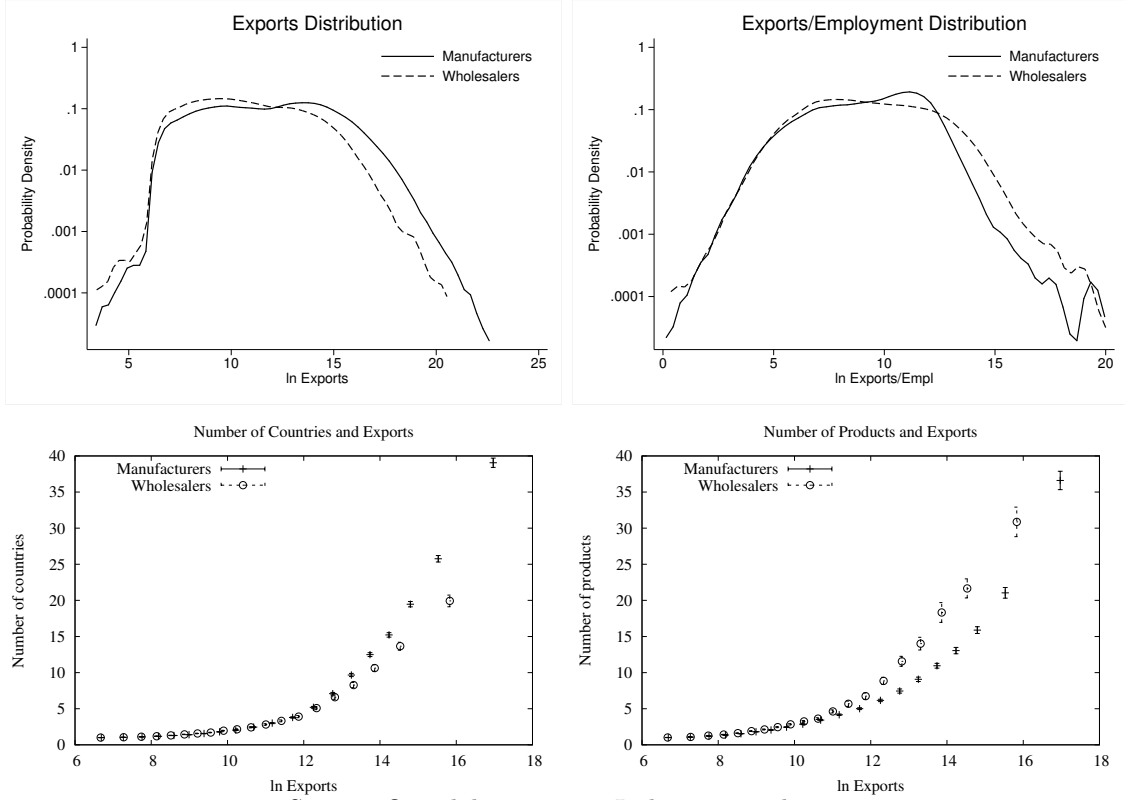 Exports Distribution
1
.1
.01
.001
.0001
Probability Density
5
10
15
20
25
ln Exports
Manufacturers
Wholesalers
Exports/Employment Distribution
1
.1
.01
.001
.0001
Probability Density
0
5
10
15
20
ln Exports/Empl
Manufacturers
Wholesalers
Number of Countries and Exports
Manufacturers
Wholesalers
40
35
30
25
20
15
10
5
0
Number of countries
6
8
10
12
14
16
18
ln Exports
Number of Products and Exports
Manufacturers
Wholesalers
40
35
30
25
20
15
10
5
0
Number of products
6
8
10
12
14
16
18
ln Exports